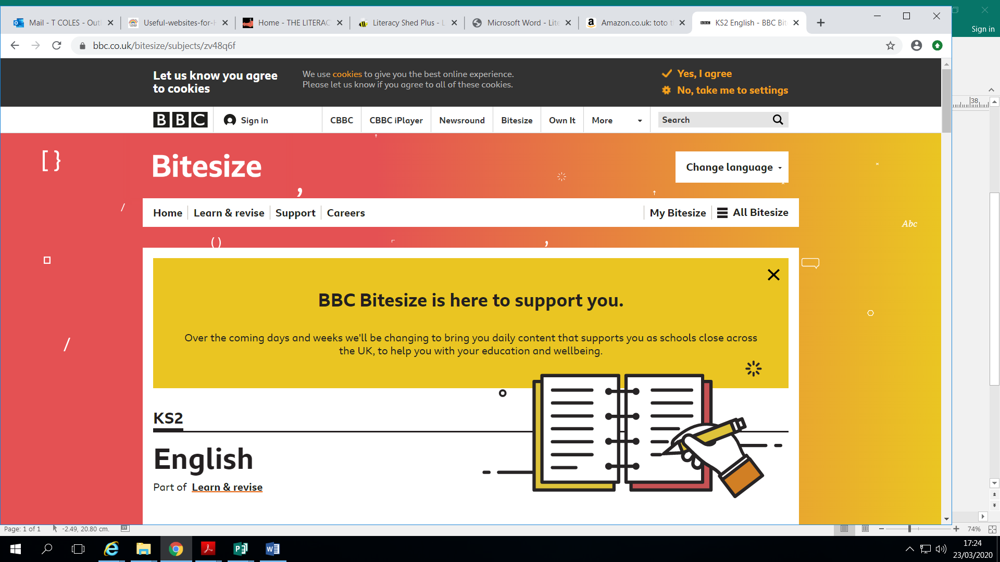 Mail - T COLES - Out
Useful-websites-for-
Home - THE LITERAC
Literacy Shed Plus - L
Microsoft Word - Lite
Amazon.co.uk: toto t
KS2 English - BBC Bit
Sign in
bbc.co.uk/bitesize/subjects/zv48q6f
Let us know you agree
to cookies
We use cookies to give you the best online experience.
Please let us know if you agree to all of these cookies.
Yes, I agree
No, take me to settings
38
BBC
Sign in
CBBC
CBBC iPlayer
Newsround
Bitesize
Own It
More
Search
[ }
Bitesize
Change language
,
/
Home
Learn & revise
Support
Careers
My Bitesize
All Bitesize
Abc
( )
,
BBC Bitesize is here to support you.
Over the coming days and weeks we'll be changing to bring you daily content that supports you as schools close across
the UK, to help you with your education and wellbeing.
/
KS2
English
Part of Learn & revise
Page: 1 of 1
-2.49, 20.80 cm.
74%
17:24
23/03/2020